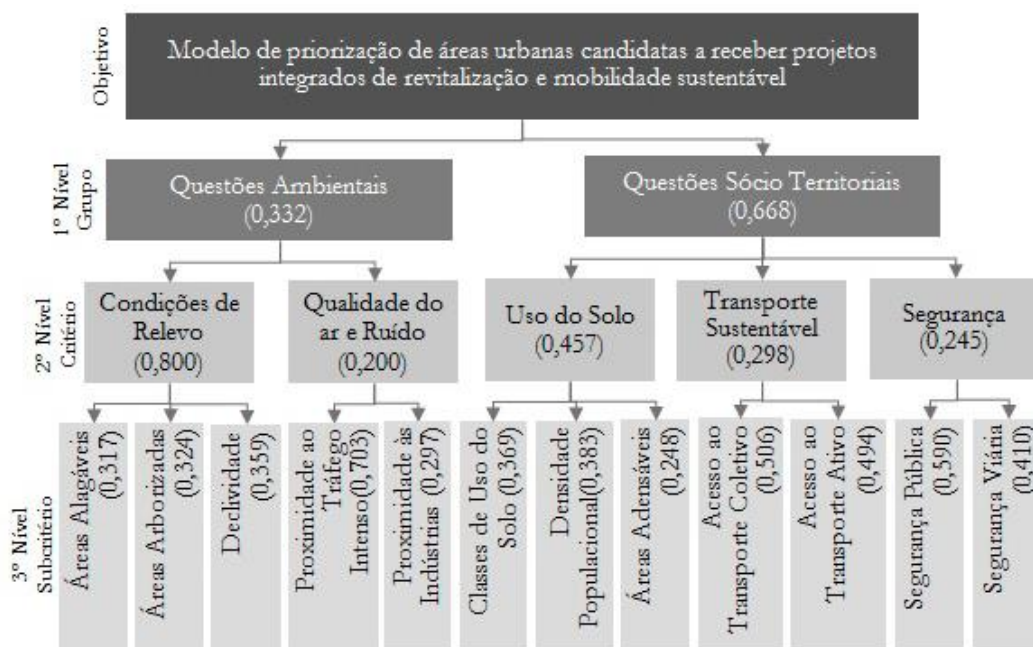 Objetivo
Modelo de priorização de áreas urbanas candidatas a receber projetos
integrados de revitalização e mobilidade sustentável
1º Nível
Grupo
Questões Ambientais
(0,332)
Questões Sócio Territoriais
(0,668)
2º Nível
Critério
Condições de
Relevo
(0,800)
Qualidade do
ar e Ruído
(0,200)
Uso do Solo
(0,457)
Transporte
Sustentável
(0,298)
Segurança
(0,245)
3º Nível
Subcritério
Áreas Alagáveis
(0,317)
Áreas Arborizadas
(0,324)
Declividade
(0,359)
Proximidade ao
Tráfego
Intenso(0,703)
Proximidade às
Indústrias (0,297)
Classes de Uso do
Solo (0,369)
Densidade
Populacional(0,383)
Áreas Adensáveis
(0,248)
Acesso ao
Transporte Coletivo
(0,506)
Acesso ao
Transporte Ativo
(0,494)
Segurança Pública
(0,590)
Segurança Viária
(0,410)